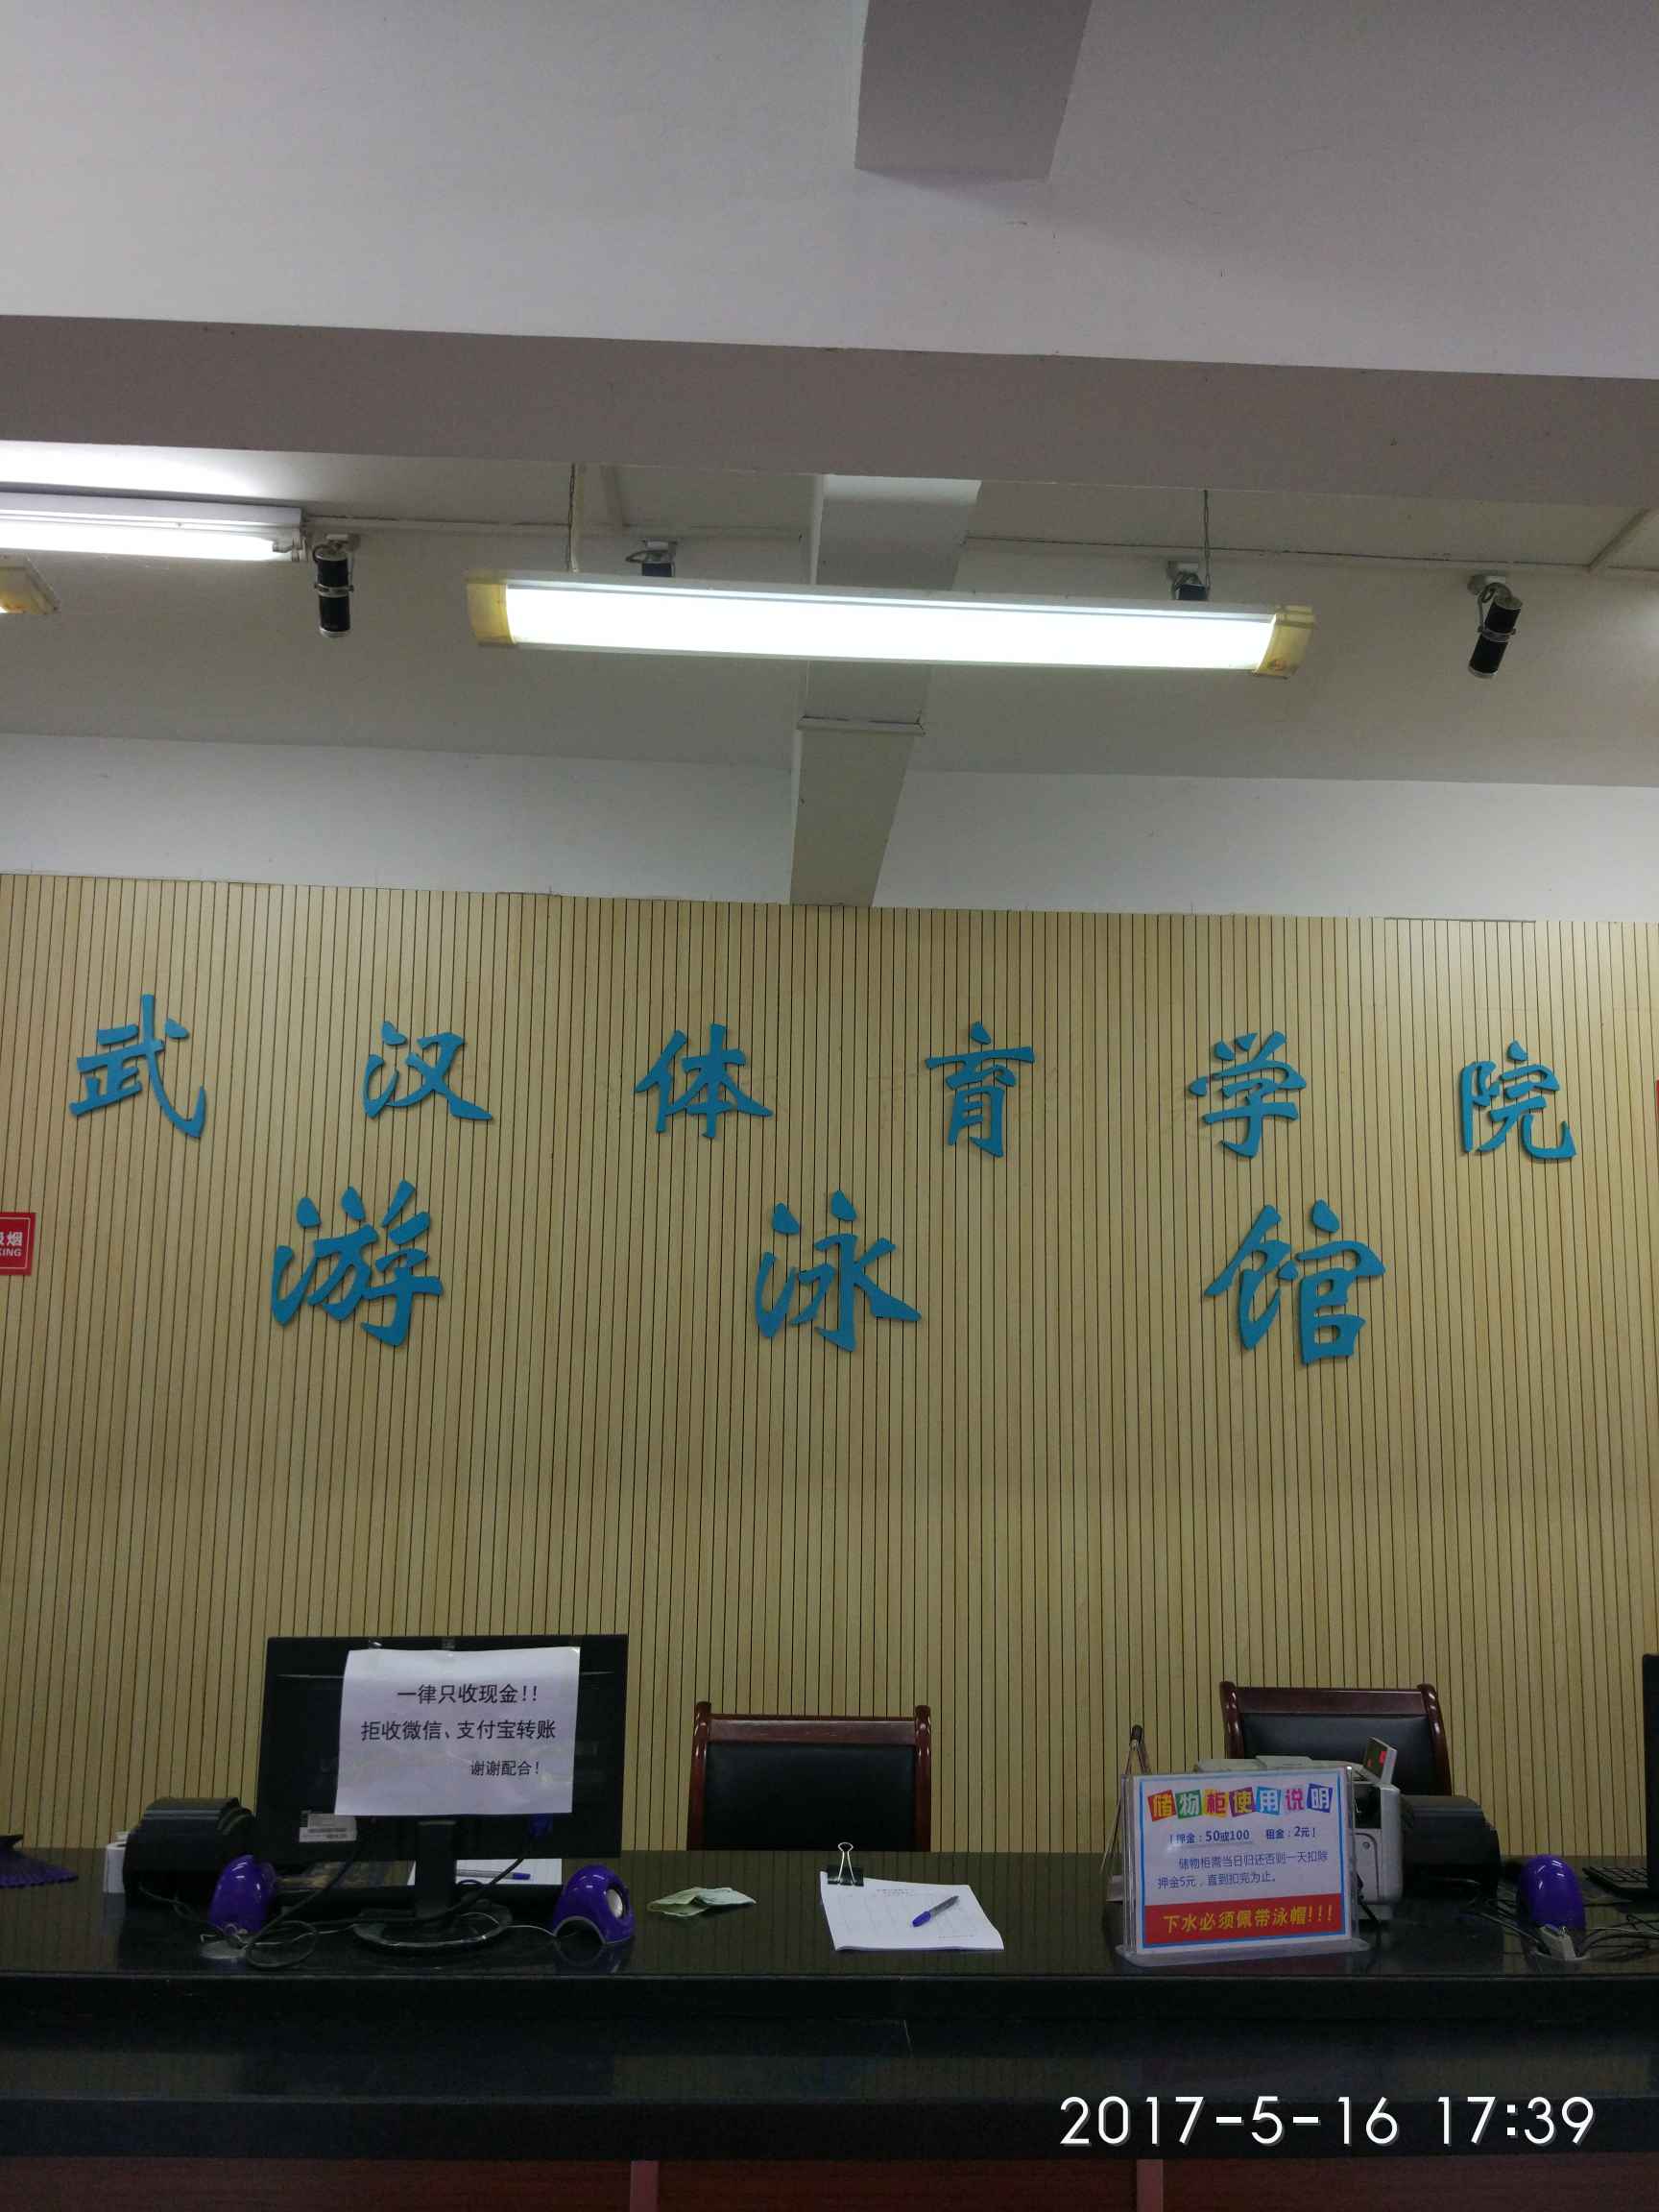 武汉体育学院
游泳馆
吸烟
KING
一律只收现金!!
拒收微信、支付宝转账
谢谢配合!
储物柜使用说明
「押金:50或100 租金:2元」
储物柜需当日归还否则一天扣除
押金5元,直到扣完为止。
下水必须佩带泳帽!!!
2017-5-16 17:39